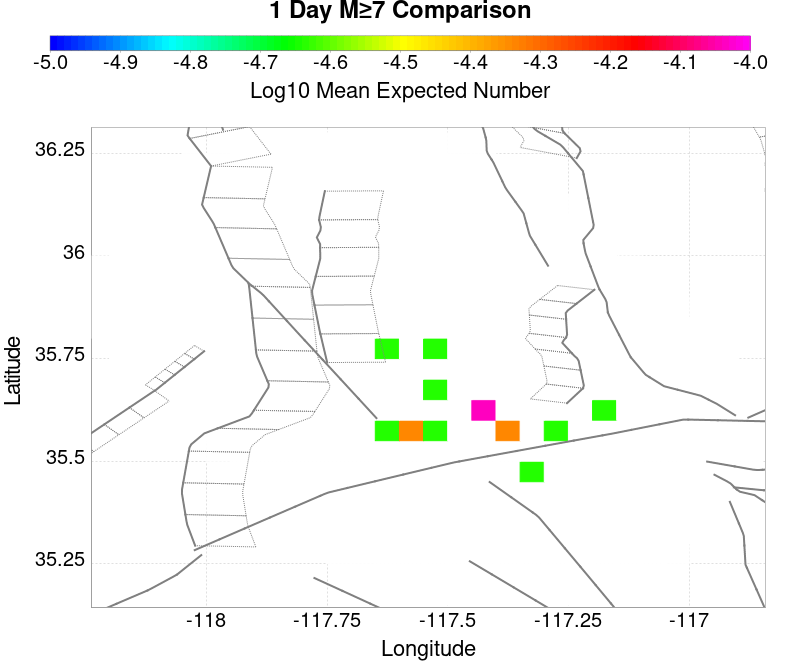 1 Day M≥7 Comparison
-5.0 -4.9 -4.8 -4.7 -4.6 -4.5 -4.4 -4.3 -4.2 -4.1 -4.0
Log10 Mean Expected Number
36.25
36
35.75
35.5
35.25
Latitude
-118 -117.75 -117.5 -117.25 -117
Longitude